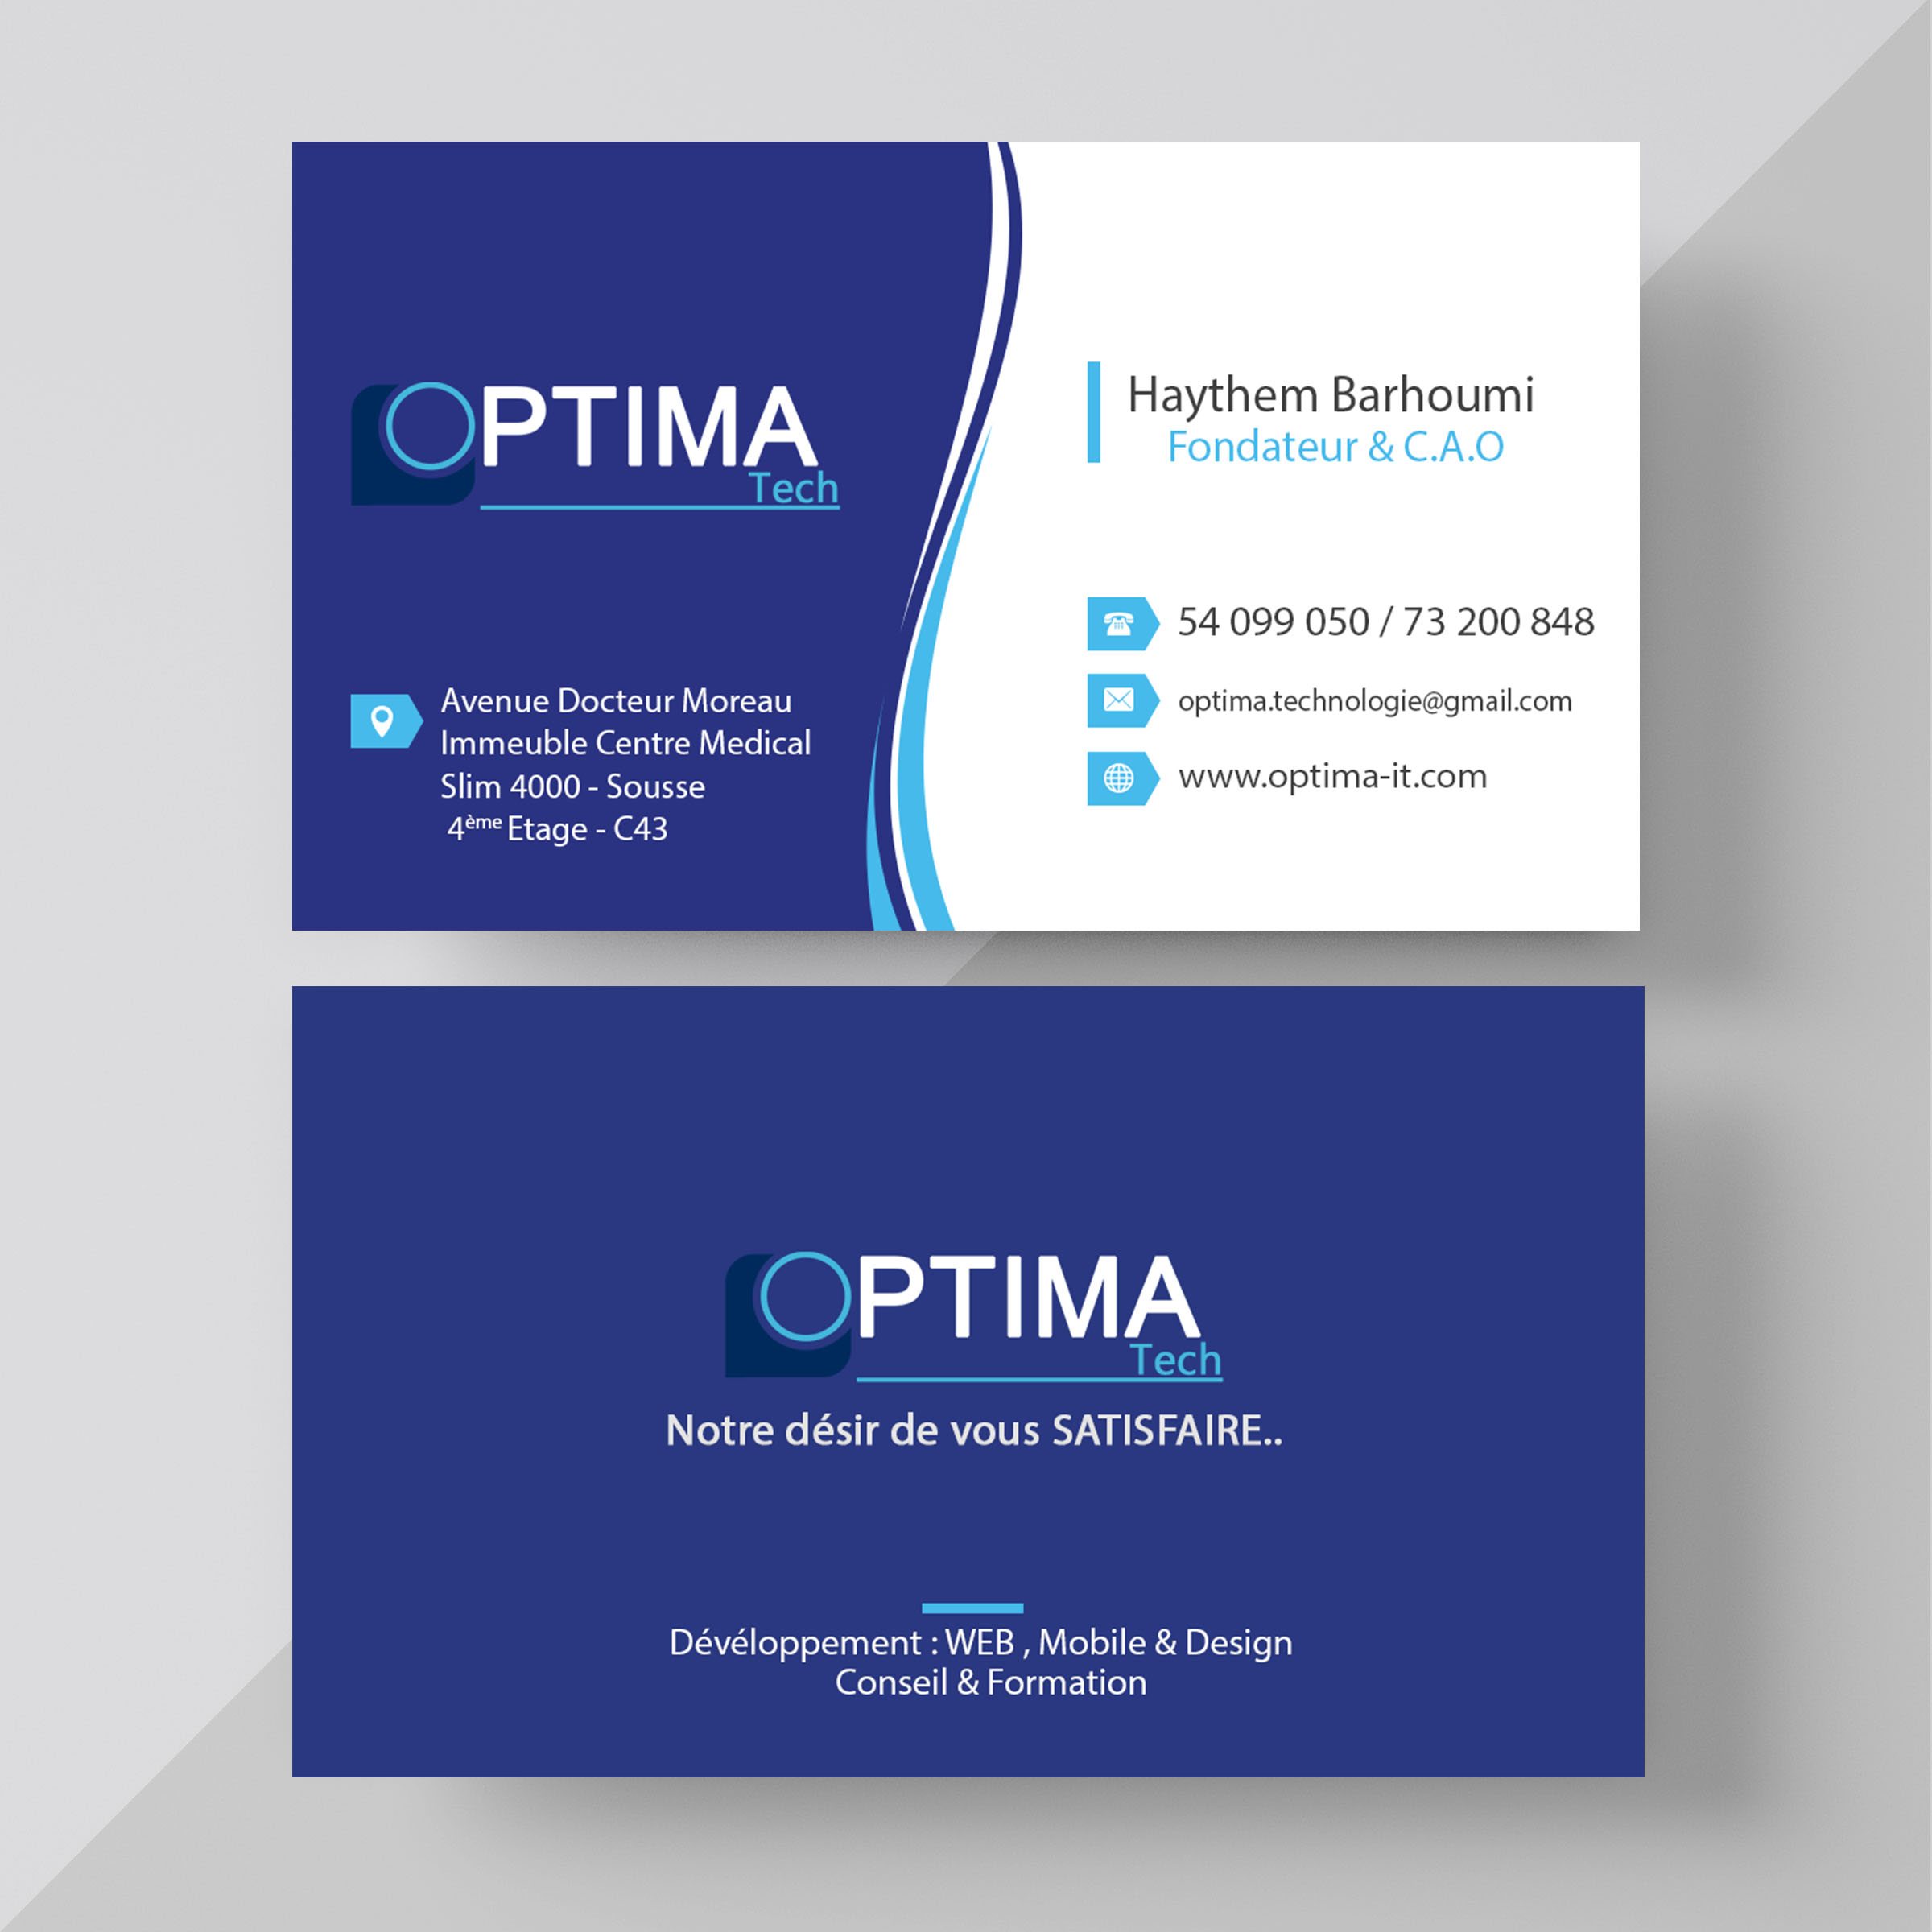 OPTIMA
Tech
Avenue Docteur Moreau
Immeuble Centre Medical
Slim 4000 - Sousse
4ème Etage - C43
Haythem Barhoumi
Fondateur & C.A.O
54 099 050 / 73 200 848
optima.technologie@gmail.com
www.optima-it.com
OPTIMA
Tech
Notre désir de vous SATISFAIRE..
Dévéloppement : WEB , Mobile & Design
Conseil & Formation